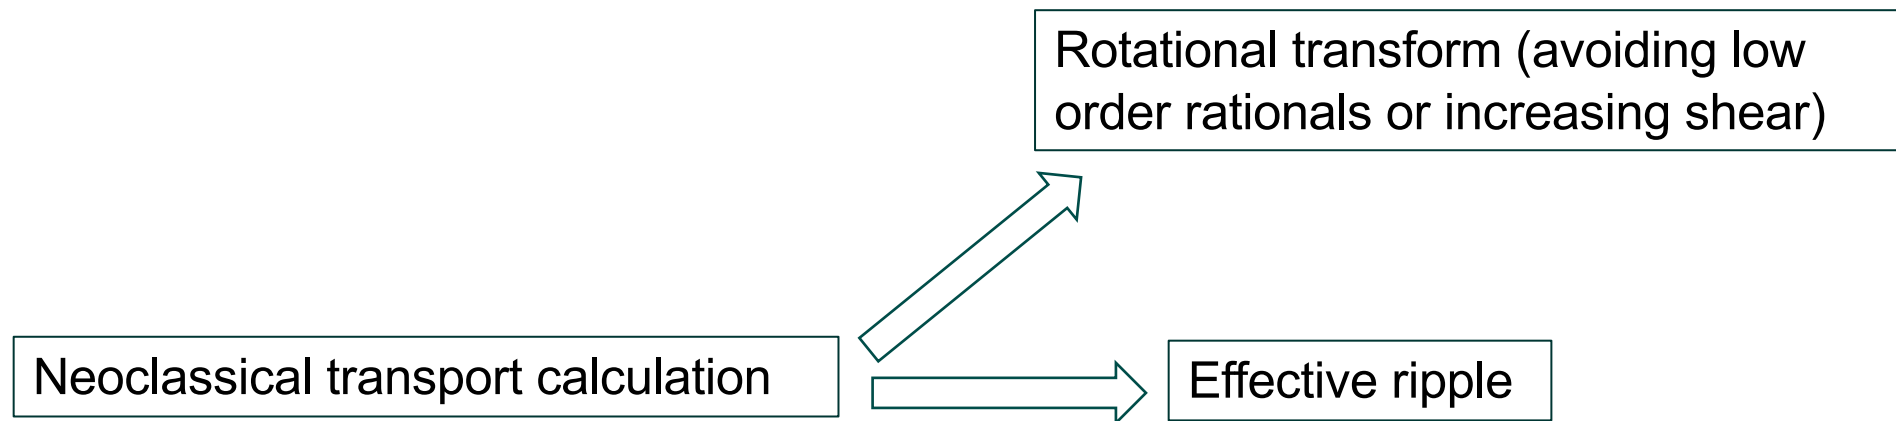 Rotational transform (avoiding low
order rationals or increasing shear)
Neoclassical transport calculation
Effective ripple